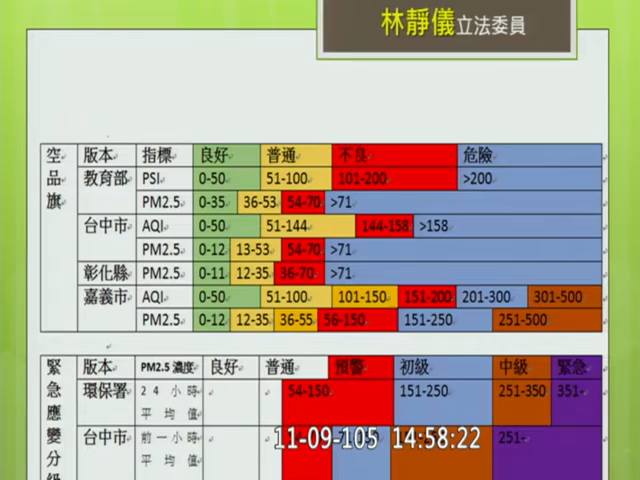 林靜儀立法委員
空品旗
版本 指標 良好 普通 不良 危險
教育部 PSI 0-50 51-100 101-200 >200
PM2.5 0-35 36-53 54-70 >71
台中市 AQI 0-50 51-144 144-158 >158
PM2.5 0-12 13-53 54-70 >71
彰化縣 PM2.5 0-11 12-35 36-70 >71
嘉義市 AQI 0-50 51-100 101-150 151-200 201-300 301-500
PM2.5 0-12 12-35 36-55 56-150 151-250 251-500
緊急應變分級
版本 PM2.5 濃度 良好 普通 預警 初級 中級 緊急
環保署 24小時平均值 54-150 151-250 251-350 351-
台中市 前一小時平均值 251-
11-09-105 14:58:22